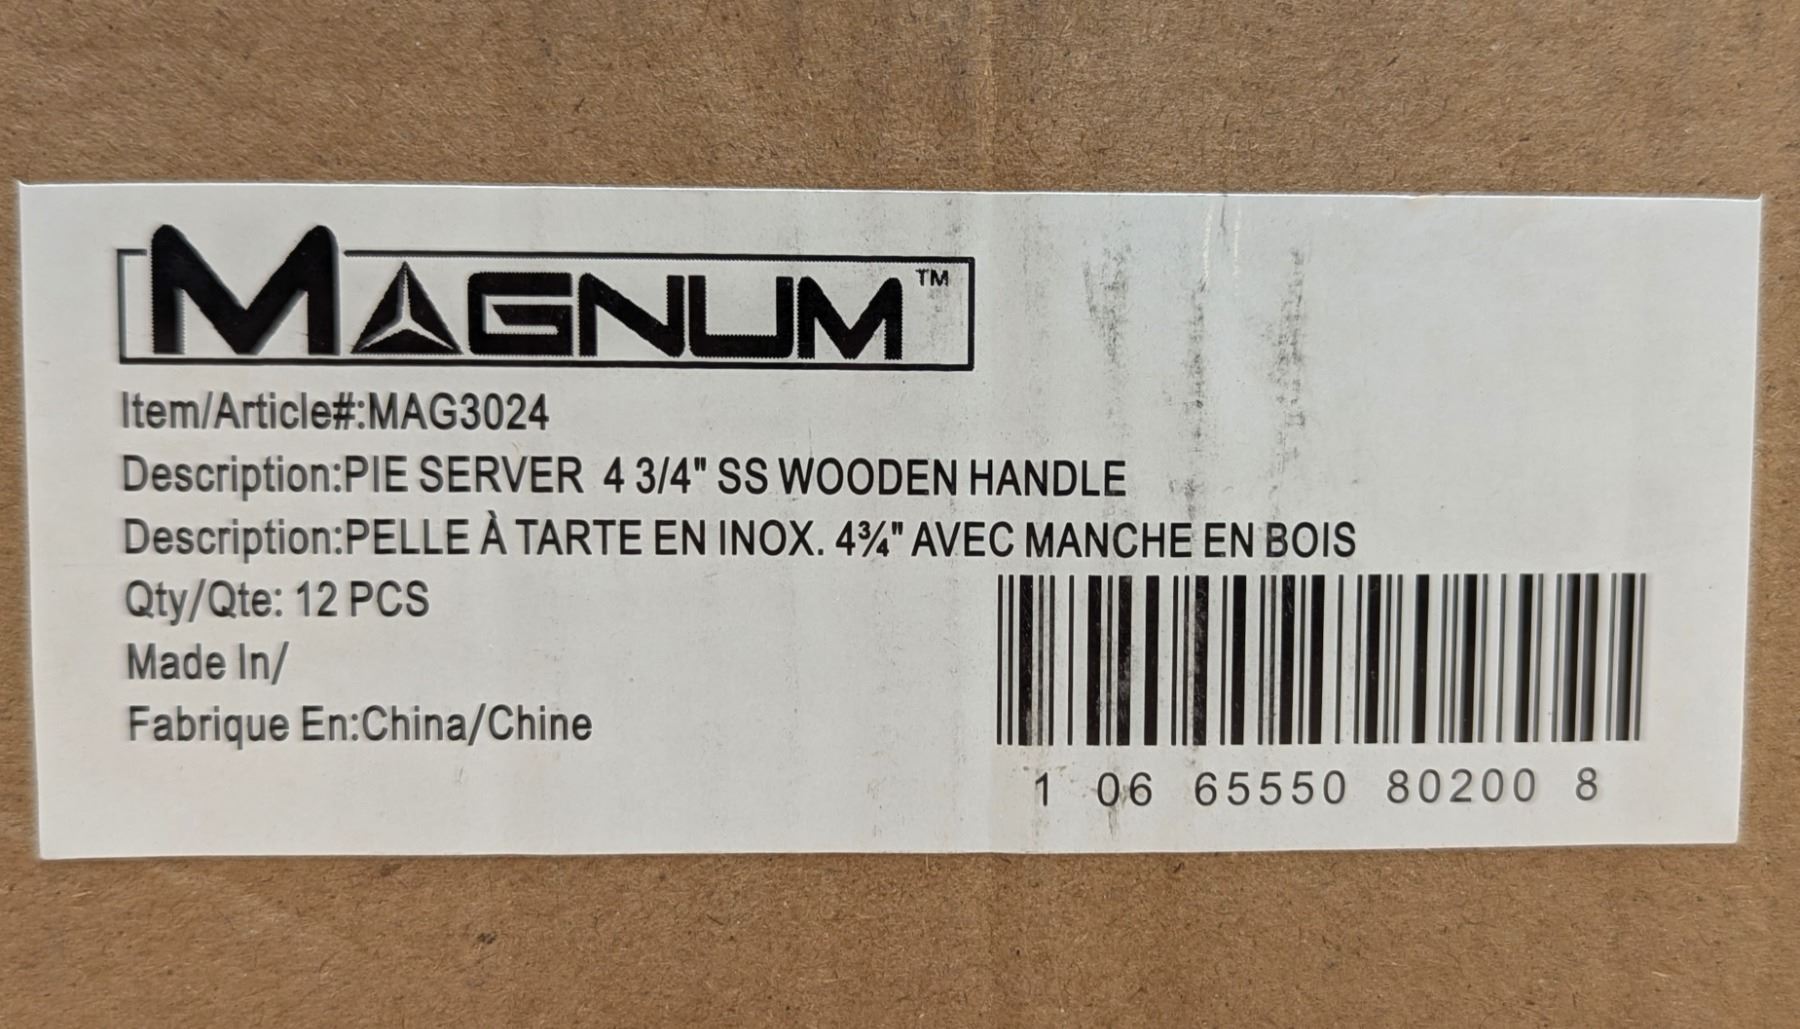 MAGNUM™
Item/Article#:MAG3024
Description:PIE SERVER 4 3/4" SS WOODEN HANDLE
Description:PELLE À TARTE EN INOX. 4¾" AVEC MANCHE EN BOIS
Qty/Qte: 12 PCS
Made In/
Fabrique En:China/Chine
1 06 65550 80200 8